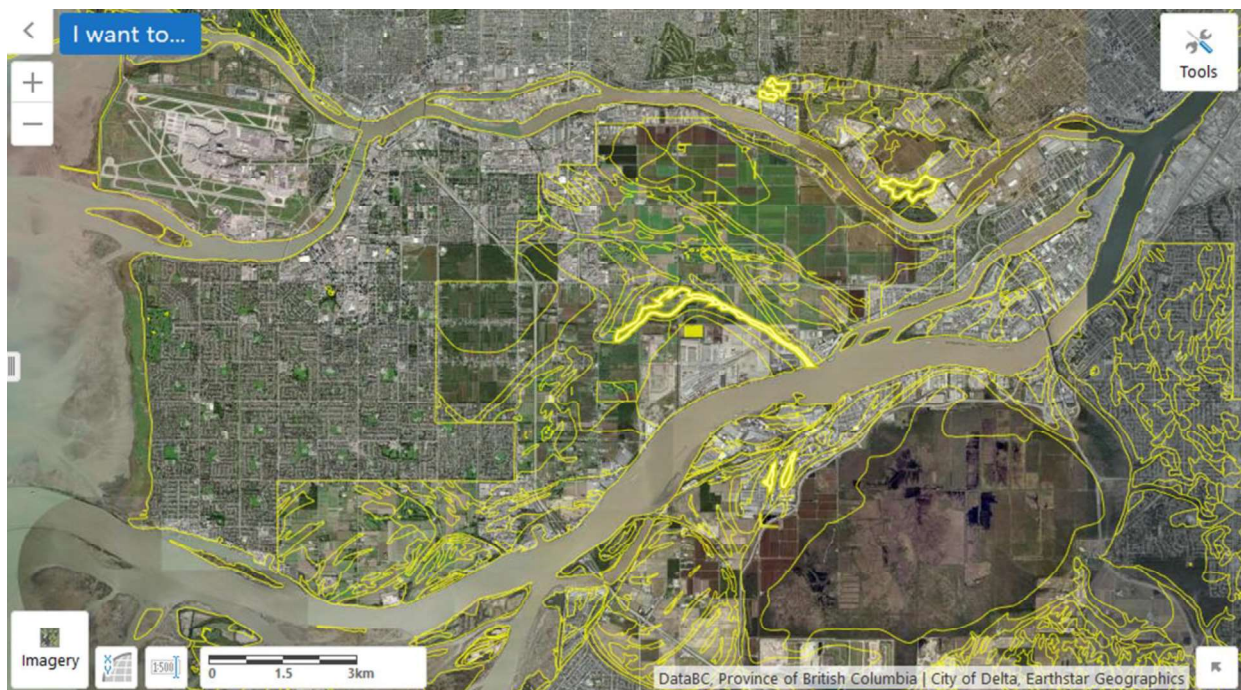 I want to...
Tools
Imagery
X
Y
1:500
0 1.5 3km
DataBC, Province of British Columbia | City of Delta, Earthstar Geographics